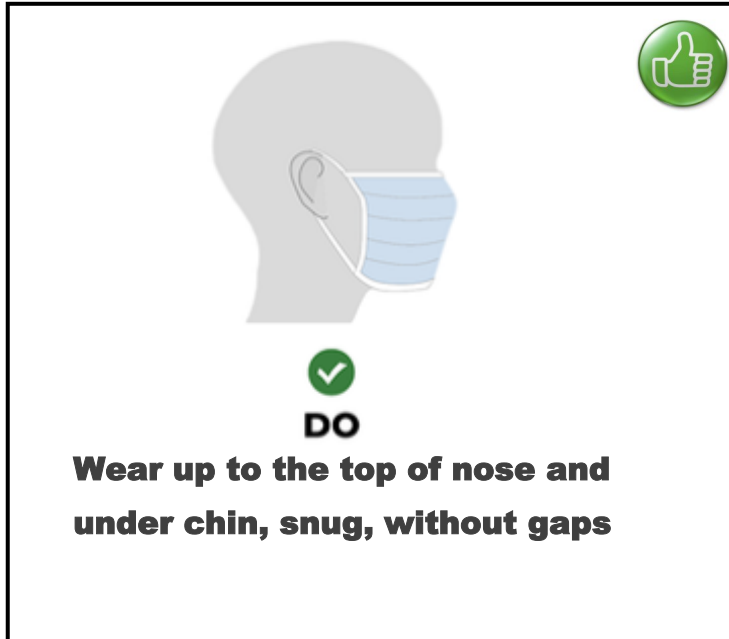 DO
Wear up to the top of nose and
under chin, snug, without gaps